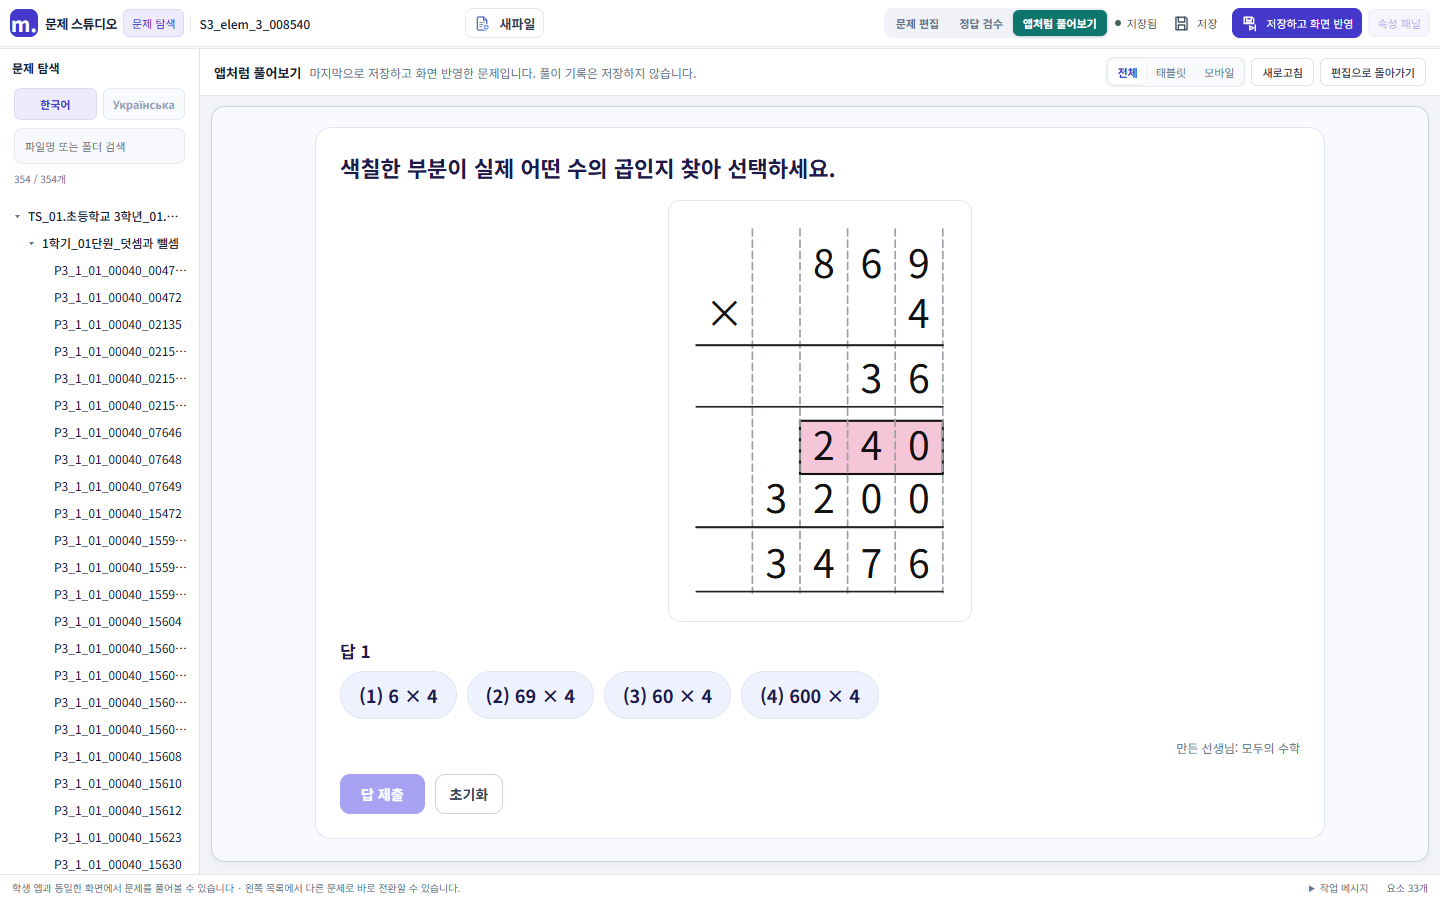 m. 문제 스튜디오 문제 탐색 S3_elem_3_008540 새파일 문제 편집 정답 검수 앱처럼 풀어보기 저장됨 저장 저장하고 화면 반영 속성 패널
문제 탐색
한국어 Українська
파일명 또는 폴더 검색
354 / 354개
TS_01.초등학교 3학년_01.···
1학기_01단원_덧셈과 뺄셈
P3_1_01_00040_0047···
P3_1_01_00040_00472
P3_1_01_00040_02135
P3_1_01_00040_0215···
P3_1_01_00040_0215···
P3_1_01_00040_0215···
P3_1_01_00040_07646
P3_1_01_00040_07648
P3_1_01_00040_07649
P3_1_01_00040_15472
P3_1_01_00040_1559···
P3_1_01_00040_1559···
P3_1_01_00040_1559···
P3_1_01_00040_15604
P3_1_01_00040_1560···
P3_1_01_00040_1560···
P3_1_01_00040_1560···
P3_1_01_00040_1560···
P3_1_01_00040_15608
P3_1_01_00040_15610
P3_1_01_00040_15612
P3_1_01_00040_15623
P3_1_01_00040_15630
앱처럼 풀어보기 마지막으로 저장하고 화면 반영한 문제입니다. 풀이 기록은 저장하지 않습니다. 전체 태블릿 모바일 새로고침 편집으로 돌아가기
색칠한 부분이 실제 어떤 수의 곱인지 찾아 선택하세요.
8 6 9
× 4
3 6
2 4 0
3 2 0 0
3 4 7 6
답 1
(1) 6 × 4 (2) 69 × 4 (3) 60 × 4 (4) 600 × 4
만든 선생님: 모두의 수학
답 제출 초기화
학생 앱과 동일한 화면에서 문제를 풀어볼 수 있습니다 · 왼쪽 목록에서 다른 문제로 바로 전환할 수 있습니다. ▶ 작업 메시지 요소 33개